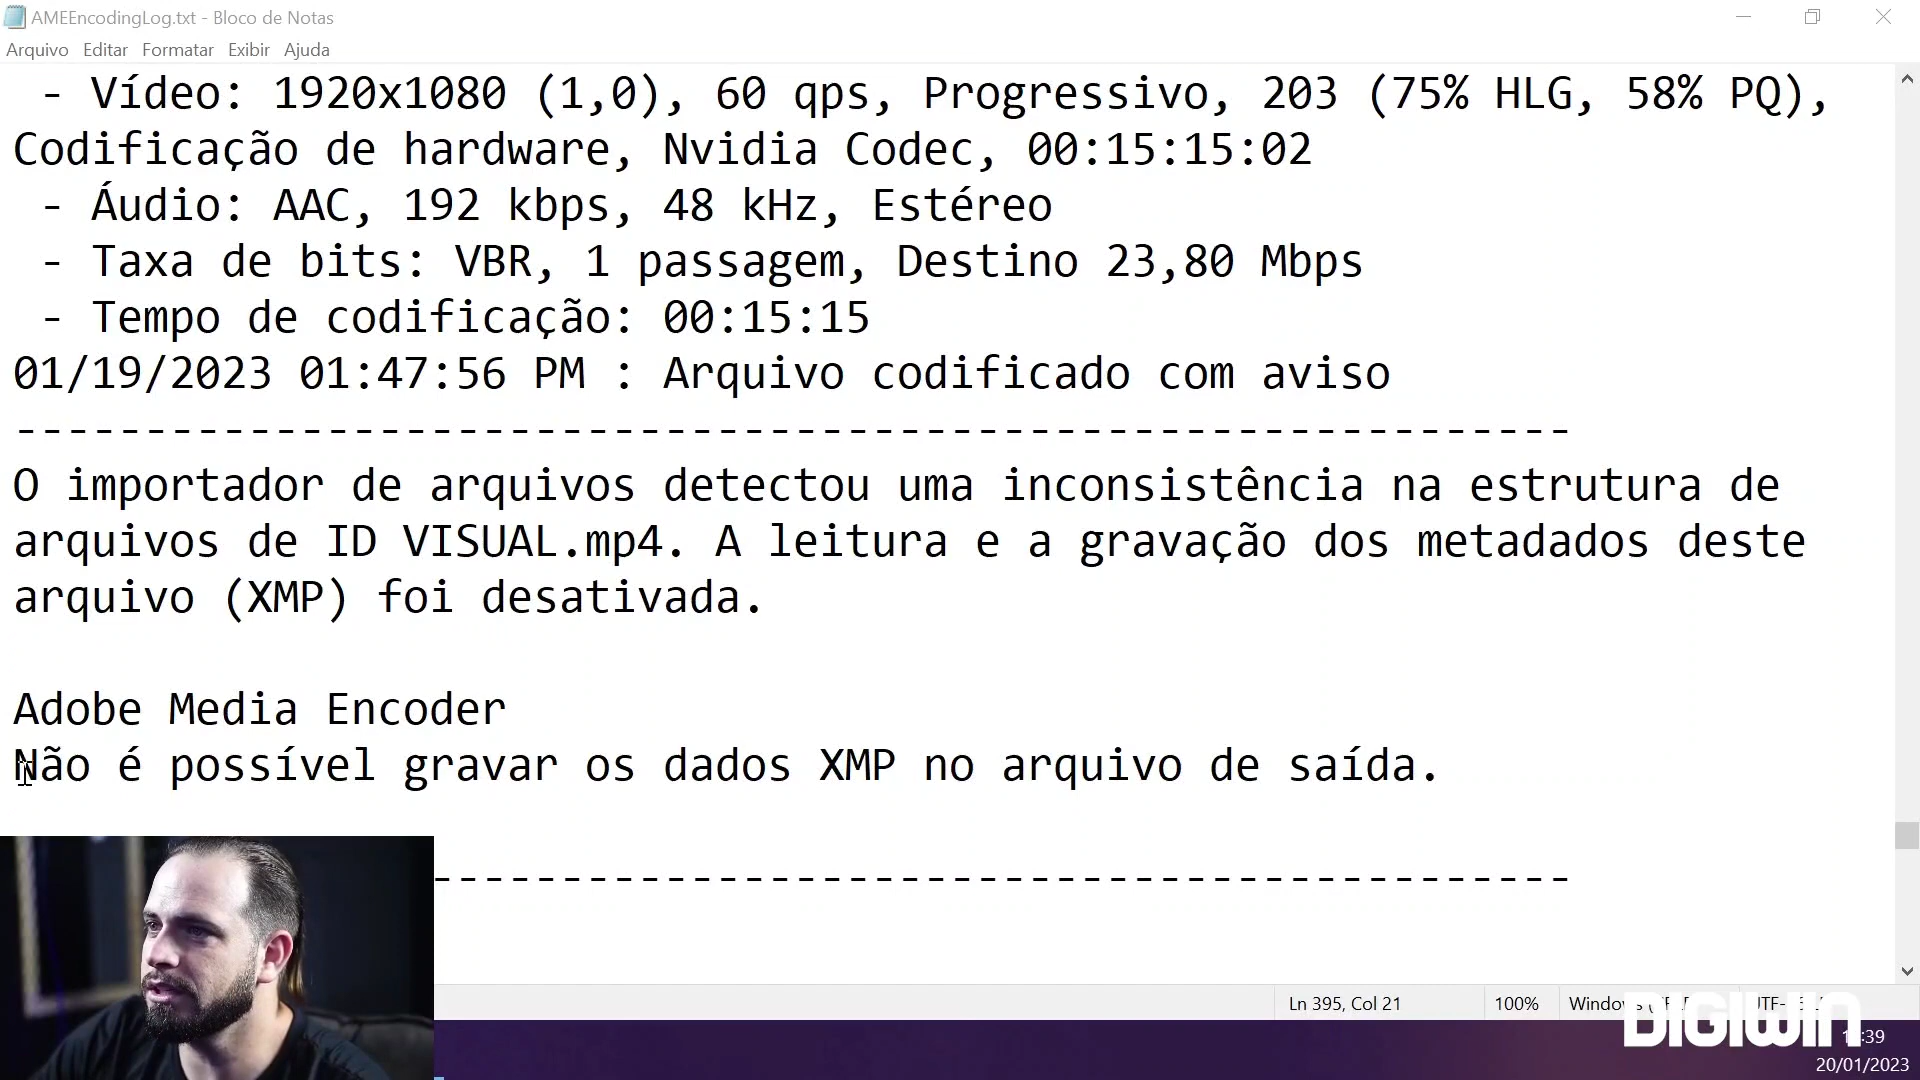 AMEEncodingLog.txt - Bloco de Notas
Arquivo Editar Formatar Exibir Ajuda
- Vídeo: 1920x1080 (1,0), 60 qps, Progressivo, 203 (75% HLG, 58% PQ),
Codificação de hardware, Nvidia Codec, 00:15:15:02
- Áudio: AAC, 192 kbps, 48 kHz, Estéreo
- Taxa de bits: VBR, 1 passagem, Destino 23,80 Mbps
- Tempo de codificação: 00:15:15
01/19/2023 01:47:56 PM : Arquivo codificado com aviso
------------------------------------------------------------
O importador de arquivos detectou uma inconsistência na estrutura de
arquivos de ID VISUAL.mp4. A leitura e a gravação dos metadados deste
arquivo (XMP) foi desativada.
Adobe Media Encoder
Não é possível gravar os dados XMP no arquivo de saída.
--------------------------------------------
Ln 395, Col 21 100%
DIGIWIN
20/01/2023